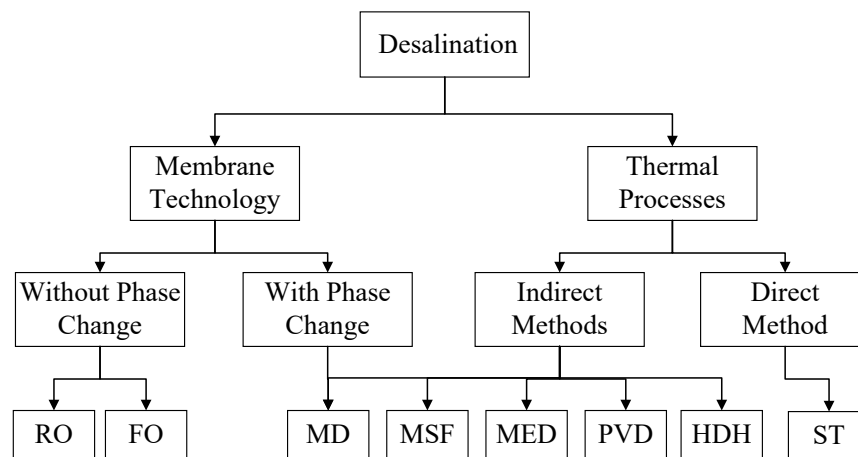 Desalination
Membrane
Technology
Thermal
Processes
Without Phase
Change
With Phase
Change
Indirect
Methods
Direct
Method
RO
FO
MD
MSF
MED
PVD
HDH
ST